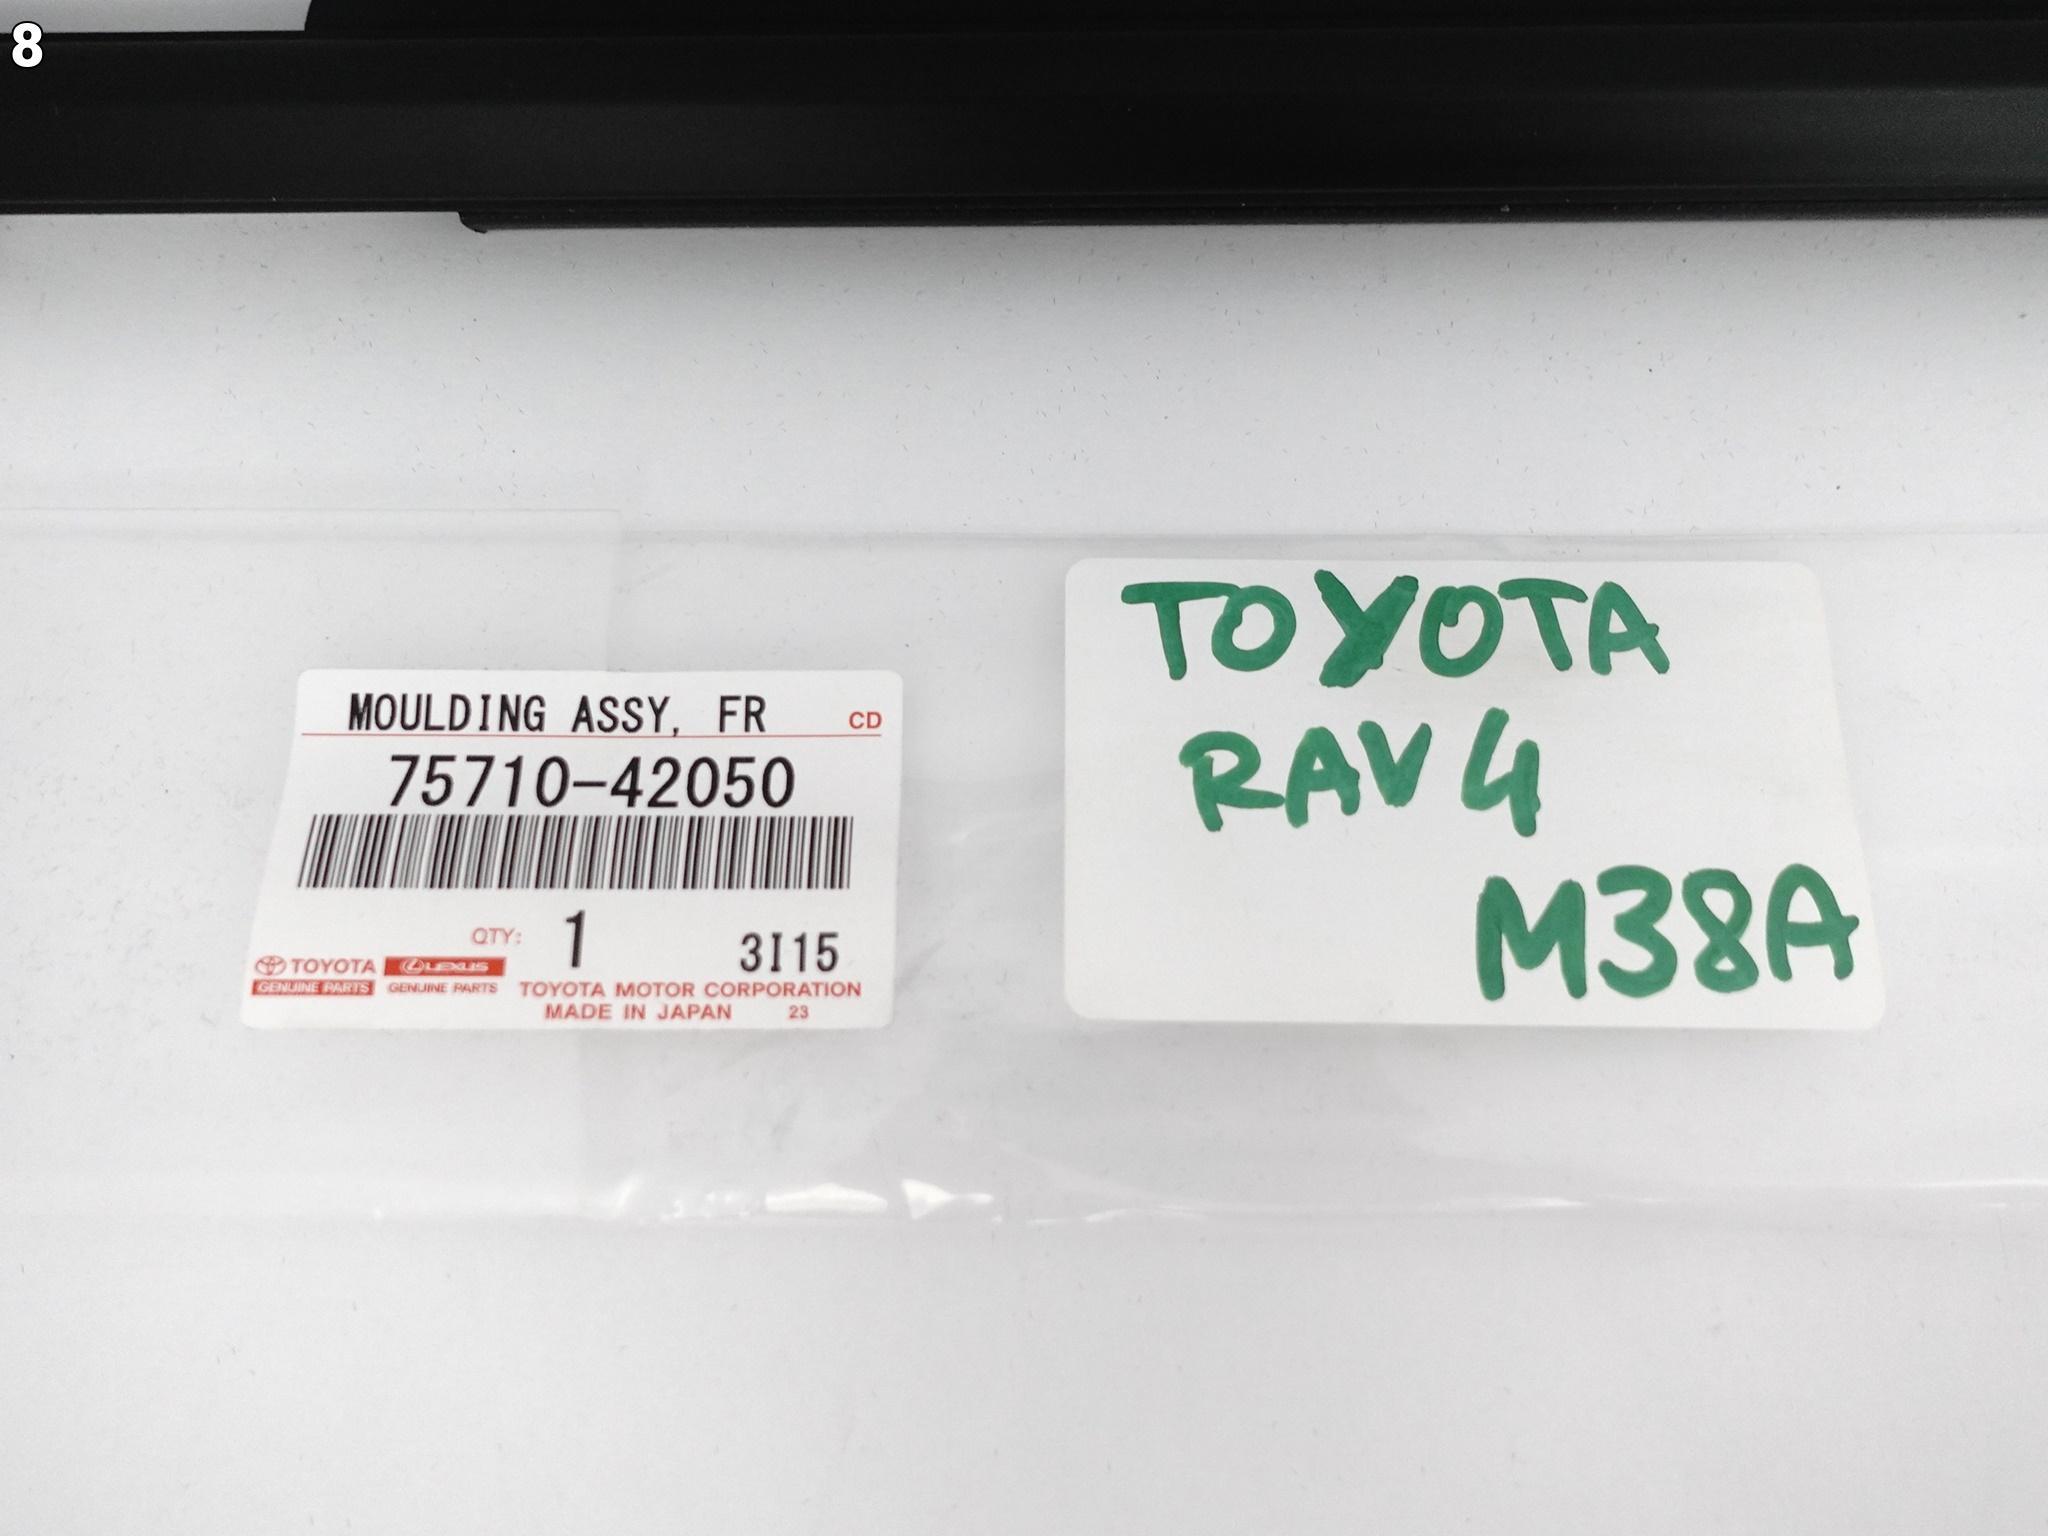 8
MOULDING ASSY, FR CD
75710-42050
QTY: 1 3I15
TOYOTA LEXUS
GENUINE PARTS GENUINE PARTS TOYOTA MOTOR CORPORATION
MADE IN JAPAN 23
TOYOTA
RAV4
M38A